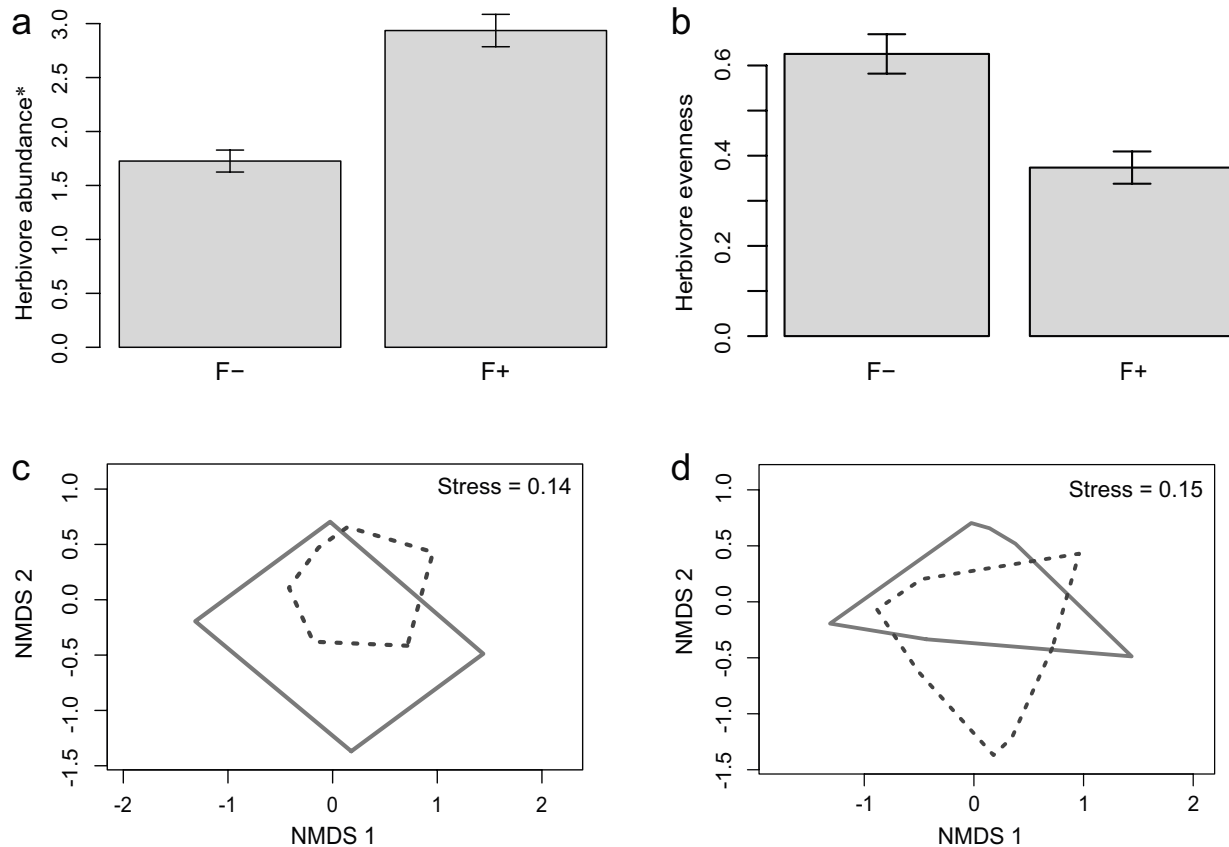 a
Herbivore abundance*
3.0
2.5
2.0
1.5
1.0
0.5
0.0
F−
F+
b
Herbivore evenness
0.6
0.4
0.2
0.0
F−
F+
c
Stress = 0.14
NMDS 2
1.0
0.5
0.0
-0.5
-1.0
-1.5
-2
-1
0
1
2
NMDS 1
d
Stress = 0.15
NMDS 2
1.0
0.5
0.0
-0.5
-1.0
-1.5
-1
0
1
2
NMDS 1